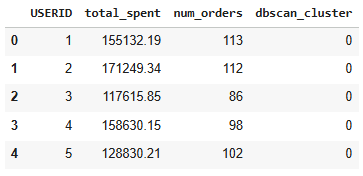 USERID total_spent num_orders dbscan_cluster
0 1 155132.19 113 0
1 2 171249.34 112 0
2 3 117615.85 86 0
3 4 158630.15 98 0
4 5 128830.21 102 0